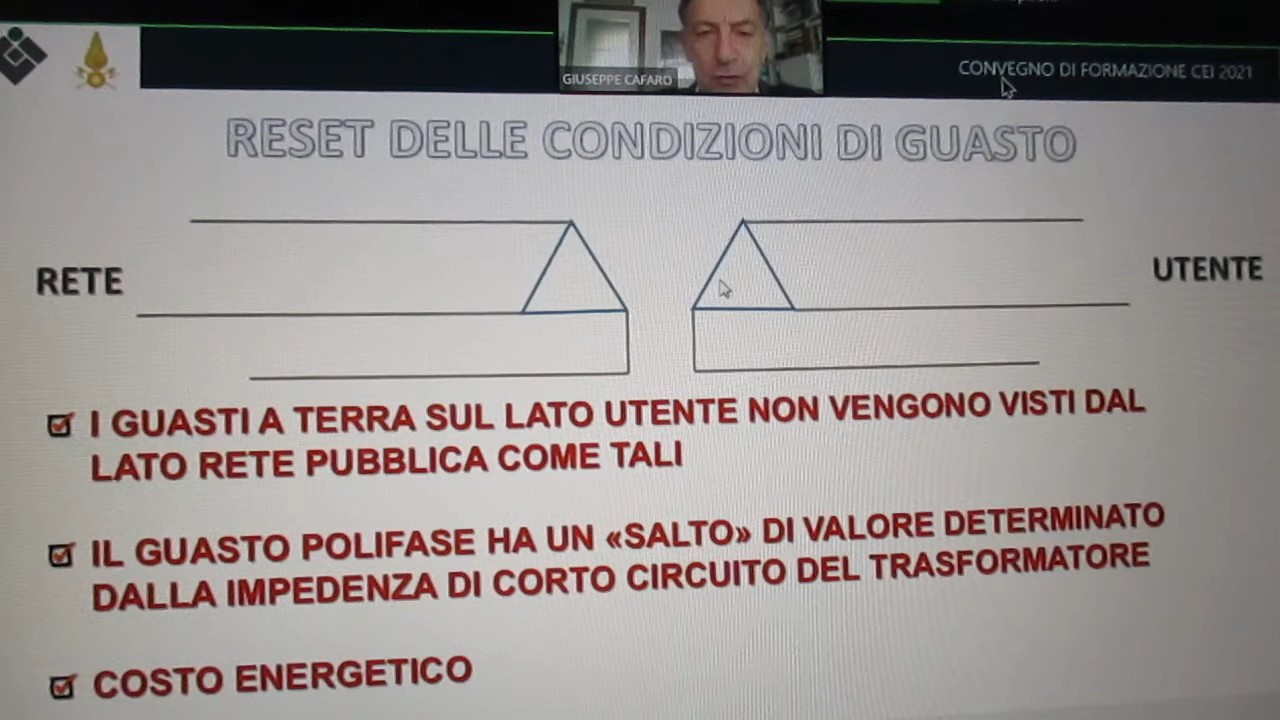 GIUSEPPE CAFARO
CONVEGNO DI FORMAZIONE CEI 2021
RESET DELLE CONDIZIONI DI GUASTO
RETE
UTENTE
I GUASTI A TERRA SUL LATO UTENTE NON VENGONO VISTI DAL
LATO RETE PUBBLICA COME TALI
IL GUASTO POLIFASE HA UN «SALTO» DI VALORE DETERMINATO
DALLA IMPEDENZA DI CORTO CIRCUITO DEL TRASFORMATORE
COSTO ENERGETICO